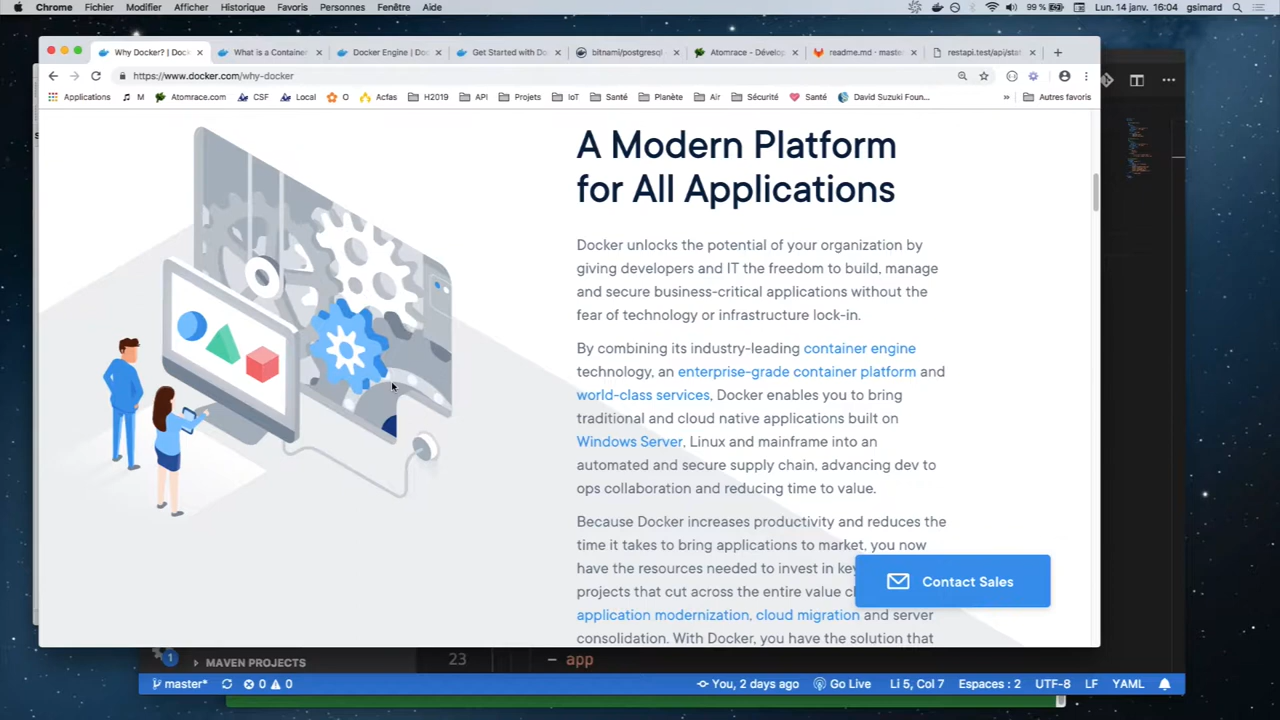 Chrome Fichier Modifier Afficher Historique Favoris Personnes Fenêtre Aide 99 % Lun. 14 janv. 16:04 gsimard
Why Docker? | Doc What is a Container Docker Engine | Doc Get Started with Do bitnami/postgresql Atomrace - Dévelop readme.md - maste restapi.test/api/stat
https://www.docker.com/why-docker
Applications M Atomrace.com CSF Local O Acfas H2019 API Projets IoT Santé Planète Air Sécurité Santé David Suzuki Foun... » Autres favoris
A Modern Platform
for All Applications
Docker unlocks the potential of your organization by
giving developers and IT the freedom to build, manage
and secure business-critical applications without the
fear of technology or infrastructure lock-in.
By combining its industry-leading container engine
technology, an enterprise-grade container platform and
world-class services, Docker enables you to bring
traditional and cloud native applications built on
Windows Server, Linux and mainframe into an
automated and secure supply chain, advancing dev to
ops collaboration and reducing time to value.
Because Docker increases productivity and reduces the
time it takes to bring applications to market, you now
have the resources needed to invest in key
projects that cut across the entire value c
application modernization, cloud migration and server
consolidation. With Docker, you have the solution that
Contact Sales
1 MAVEN PROJECTS 23 - app
master* 0 0 You, 2 days ago Go Live Li 5, Col 7 Espaces : 2 UTF-8 LF YAML